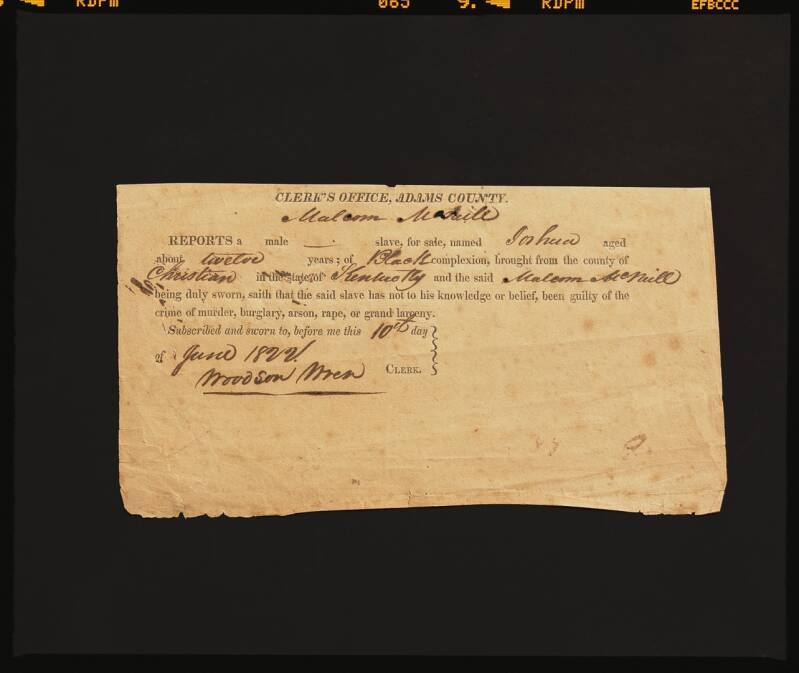 RDPM 065 9. RDPM EFBCCC
CLERK'S OFFICE, ADAMS COUNTY.
Malcom McNeill
REPORTS a male slave, for sale, named Joshua aged
about twelve years; of Black complexion, brought from the county of
Christian in the state of Kentucky and the said Malcom McNeill
being duly sworn, saith that the said slave has not to his knowledge or belief, been guilty of the
crime of murder, burglary, arson, rape, or grand larceny.
Subscribed and sworn to, before me this 10th day
of June 1822
Woodson Wren CLERK.